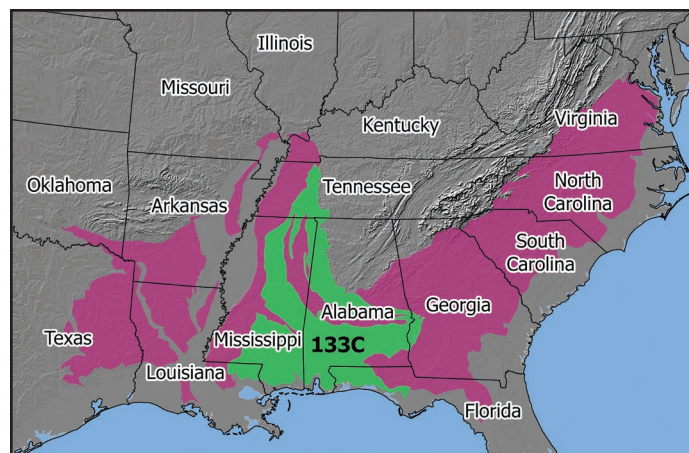 Illinois
Missouri
Kentucky
Virginia
Oklahoma
Arkansas
Tennessee
North
Carolina
South
Carolina
Texas
Mississippi
Alabama
Georgia
133C
Louisiana
Florida